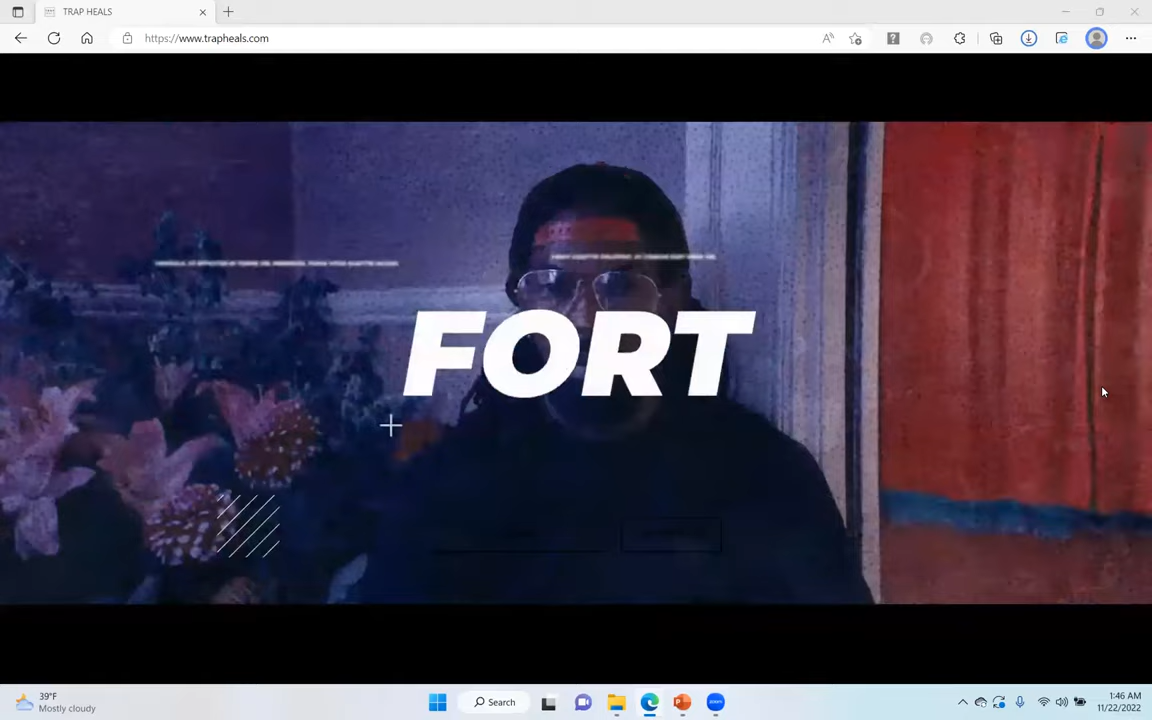 TRAP HEALS
https://www.trapheals.com
FORT
39°F
Mostly cloudy
Search
1:46 AM
11/22/2022